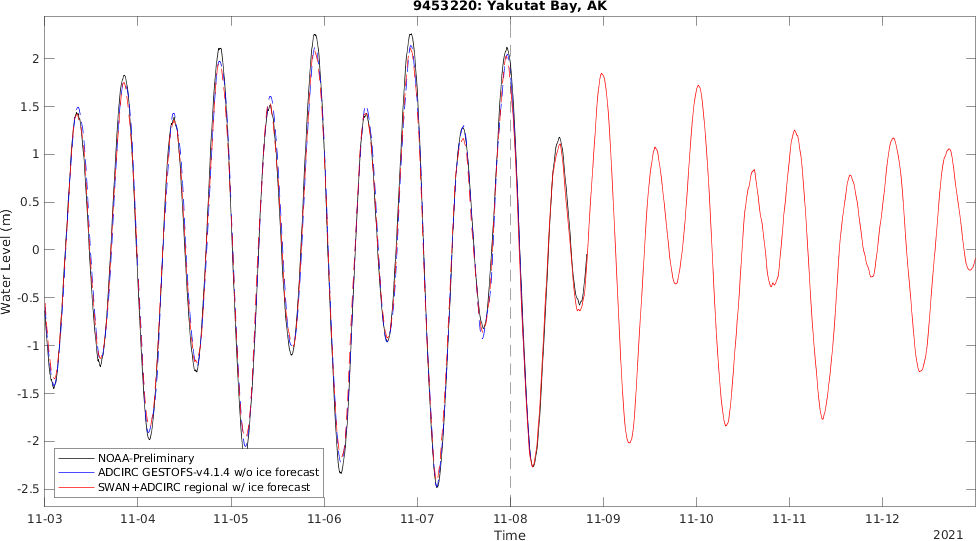 9453220: Yakutat Bay, AK
Water Level (m)
2
1.5
1
0.5
0
-0.5
-1
-1.5
-2
-2.5
NOAA-Preliminary
ADCIRC GESTOFS-v4.1.4 w/o ice forecast
SWAN+ADCIRC regional w/ ice forecast
11-03 11-04 11-05 11-06 11-07 11-08 11-09 11-10 11-11 11-12
Time
2021